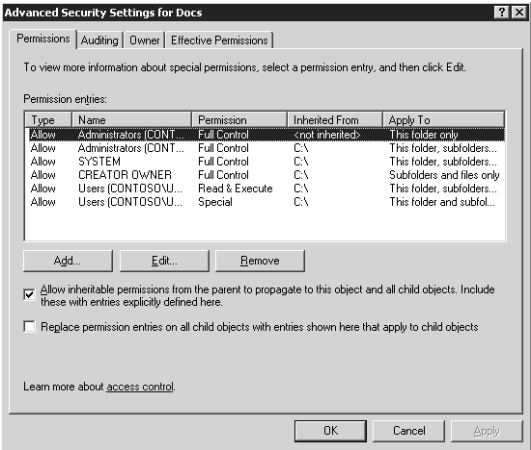 Advanced Security Settings for Docs
Permissions Auditing Owner Effective Permissions
To view more information about special permissions, select a permission entry, and then click Edit.
Permission entries:
Type Name Permission Inherited From Apply To
Allow Administrators (CONT... Full Control <not inherited> This folder only
Allow Administrators (CONT... Full Control C:\ This folder, subfolders...
Allow SYSTEM Full Control C:\ This folder, subfolders...
Allow CREATOR OWNER Full Control C:\ Subfolders and files only
Allow Users (CONTOSO\U... Read & Execute C:\ This folder, subfolders...
Allow Users (CONTOSO\U... Special C:\ This folder and subfol...
Add... Edit... Remove
Allow inheritable permissions from the parent to propagate to this object and all child objects. Include
these with entries explicitly defined here.
Replace permission entries on all child objects with entries shown here that apply to child objects
Learn more about access control.
OK Cancel Apply